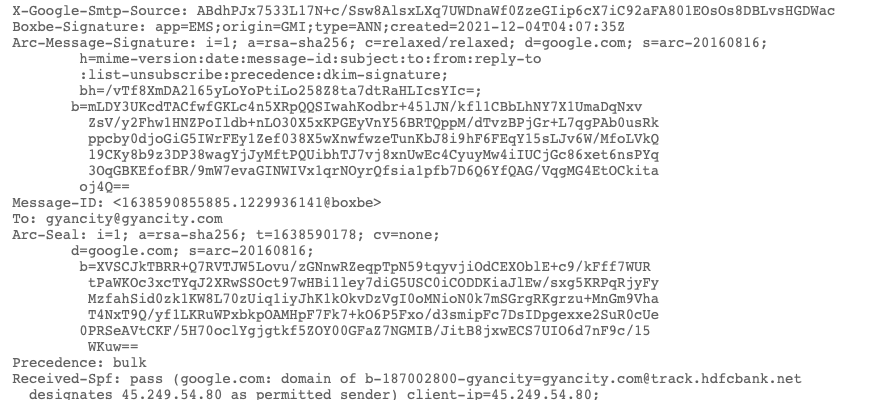 X-Google-Smtp-Source: ABdhPJx7533L17N+c/Ssw8AlsxLXq7UWDnaWf0ZzeGIip6cX7iC92aFA801EOsOs8DBLvsHGDWac
Boxbe-Signature: app=EMS;origin=GMI;type=ANN;created=2021-12-04T04:07:35Z
Arc-Message-Signature: i=1; a=rsa-sha256; c=relaxed/relaxed; d=google.com; s=arc-20160816;
h=mime-version:date:message-id:subject:to:from:reply-to
:list-unsubscribe:precedence:dkim-signature;
bh=/vTf8XmDA2l65yLoYoPtiLo258Z8ta7dtRaHLIcsYIc=;
b=mLDY3UKcdTACfwfGKLc4n5XRpQQSIwahKodbr+45lJN/kfl1CBbLhNY7X1UmaDqNxv
ZsV/y2Fhw1HNZPoIldb+nLO30X5xKPGEyVnY56BRTQppM/dTvzBPjGr+L7qgPAb0usRk
ppcby0djoGiG5IWrFEy1Zef038X5wXnwfwzeTunKbJ8i9hF6FEqY15sLJv6W/MfoLVkQ
19CKy8b9z3DP38wagYjJyMftPQUibhTJ7vj8xnUwEc4CyuyMw4iIUCjGc86xet6nsPYq
3OqGBKEfofBR/9mW7evaGINWIVx1qrNOyrQfsia1pfb7D6Q6YfQAG/VqgMG4EtOCkita
oj4Q==
Message-ID: <1638590855885.1229936141@boxbe>
To: gyancity@gyancity.com
Arc-Seal: i=1; a=rsa-sha256; t=1638590178; cv=none;
d=google.com; s=arc-20160816;
b=XVSCJkTBRR+Q7RVTJW5Lovu/zGNnwRZeqpTpN59tqyvjiOdCEXOblE+c9/kFff7WUR
tPaWKOc3xcTYqJ2XRwSSOct97wHBi1ley7diG5USC0iCODDKiaJlEw/sxg5KRPqRjyFy
MzfahSid0zk1KW8L70zUiq1iyJhK1kOkvDzVgI0oMNioN0k7mSGrgRKgrzu+MnGm9Vha
T4NxT9Q/yf1LKRuWPxbkpOAMHpF7Fk7+kO6P5Fxo/d3smipFc7DsIDpgexxe2SuR0cUe
0PRSeAVtCKF/5H70oclYgjgtkf5ZOY00GFaZ7NGMIB/JitB8jxwECS7UIO6d7nF9c/15
WKuw==
Precedence: bulk
Received-Spf: pass (google.com: domain of b-187002800-gyancity=gyancity.com@track.hdfcbank.net
designates 45.249.54.80 as permitted sender) client-ip=45.249.54.80;